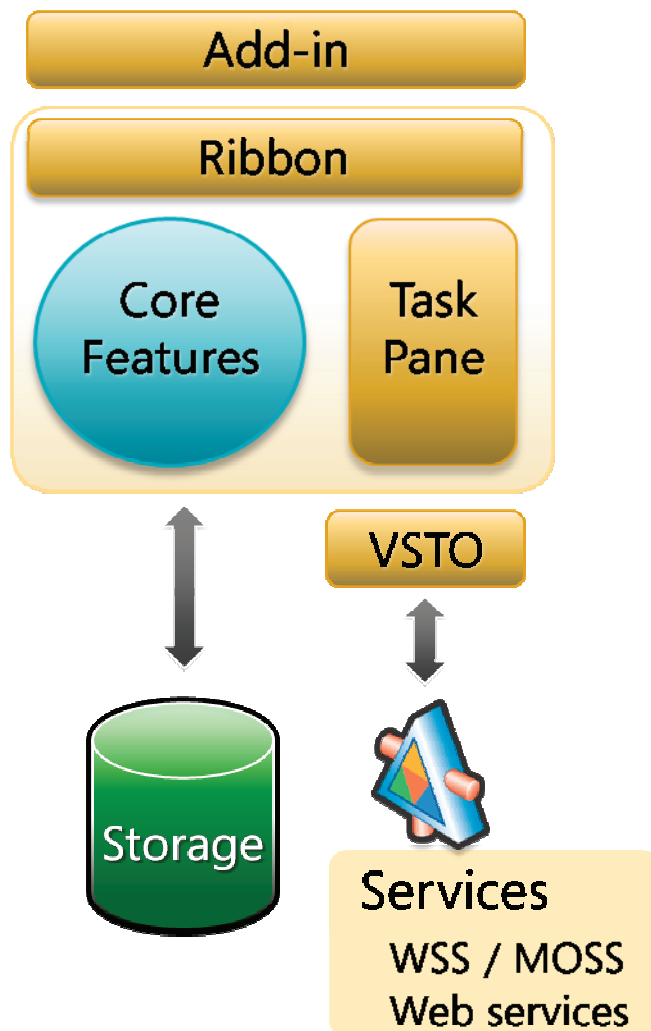 Add-in
Ribbon
Core
Features
Task
Pane
VSTO
Storage
Services
WSS / MOSS
Web services